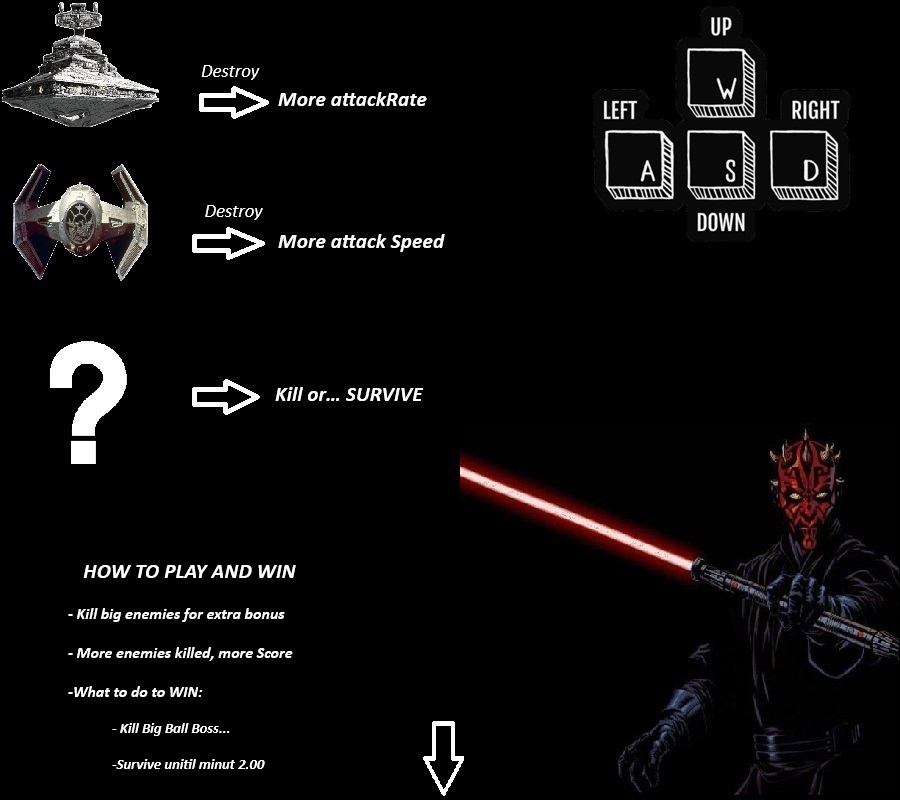 Destroy
More attackRate
Destroy
More attack Speed
?
Kill or... SURVIVE
UP
W
LEFT
RIGHT
A
S
D
DOWN
HOW TO PLAY AND WIN
- Kill big enemies for extra bonus
- More enemies killed, more Score
-What to do to WIN:
- Kill Big Ball Boss...
-Survive unitil minut 2.00